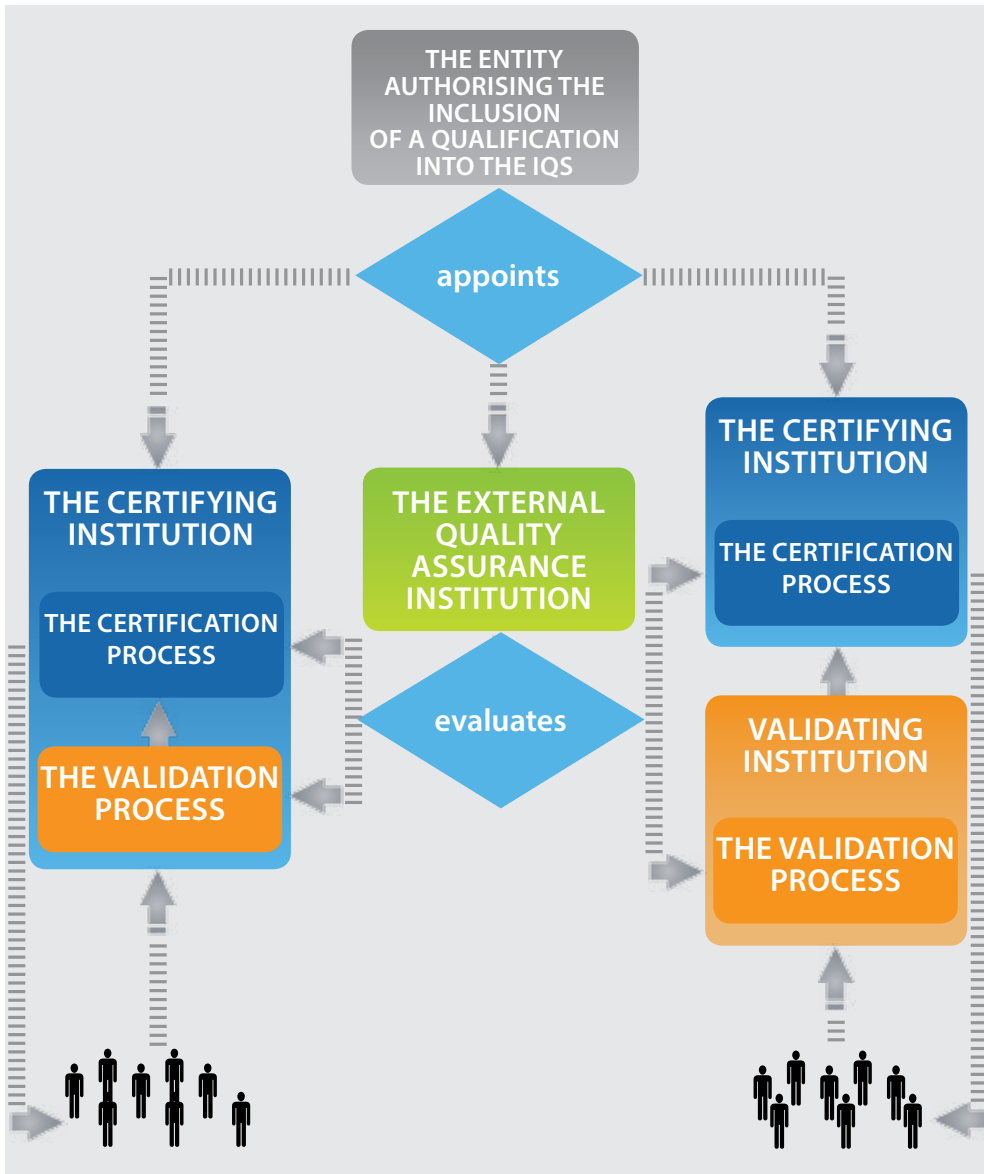 THE ENTITY
AUTHORISING THE
INCLUSION
OF A QUALIFICATION
INTO THE IQS
appoints
THE CERTIFYING
INSTITUTION
THE CERTIFICATION
PROCESS
THE VALIDATION
PROCESS
THE EXTERNAL
QUALITY
ASSURANCE
INSTITUTION
evaluates
THE CERTIFYING
INSTITUTION
THE CERTIFICATION
PROCESS
VALIDATING
INSTITUTION
THE VALIDATION
PROCESS